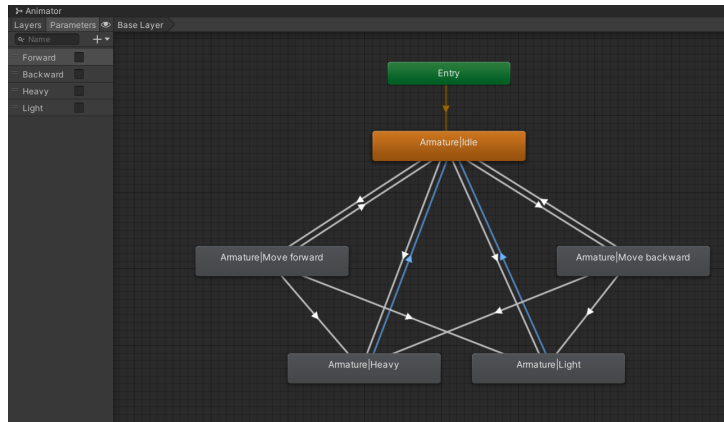 Animator
Layers Parameters Base Layer
Name
Forward
Backward
Heavy
Light
Entry
Armature|Idle
Armature|Move forward
Armature|Move backward
Armature|Heavy
Armature|Light